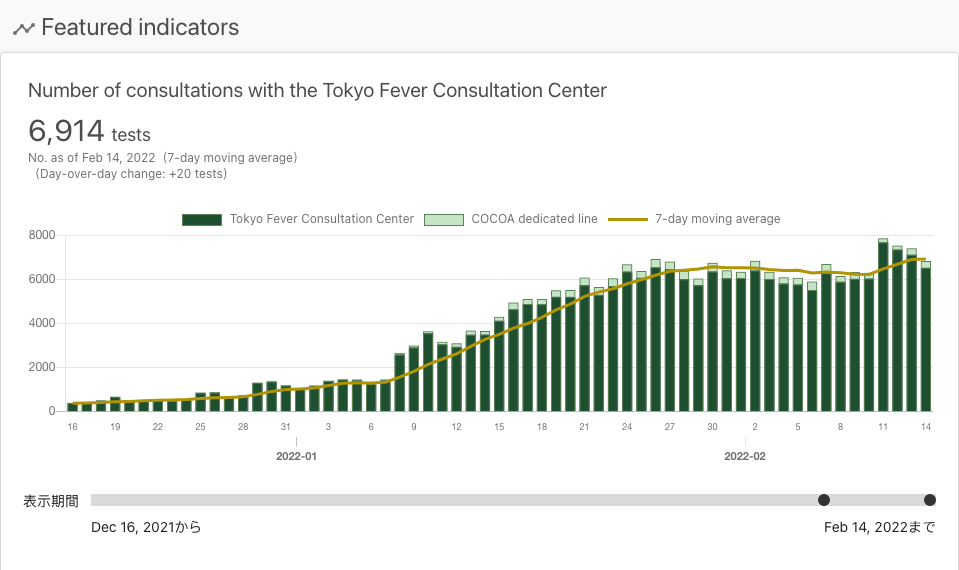 Featured indicators
Number of consultations with the Tokyo Fever Consultation Center
6,914 tests
No. as of Feb 14, 2022 (7-day moving average)
(Day-over-day change: +20 tests)
Tokyo Fever Consultation Center COCOA dedicated line 7-day moving average
8000
6000
4000
2000
0
16 19 22 25 28 31 3 6 9 12 15 18 21 24 27 30 2 5 8 11 14
2022-01 2022-02
表示期間
Dec 16, 2021から Feb 14, 2022まで